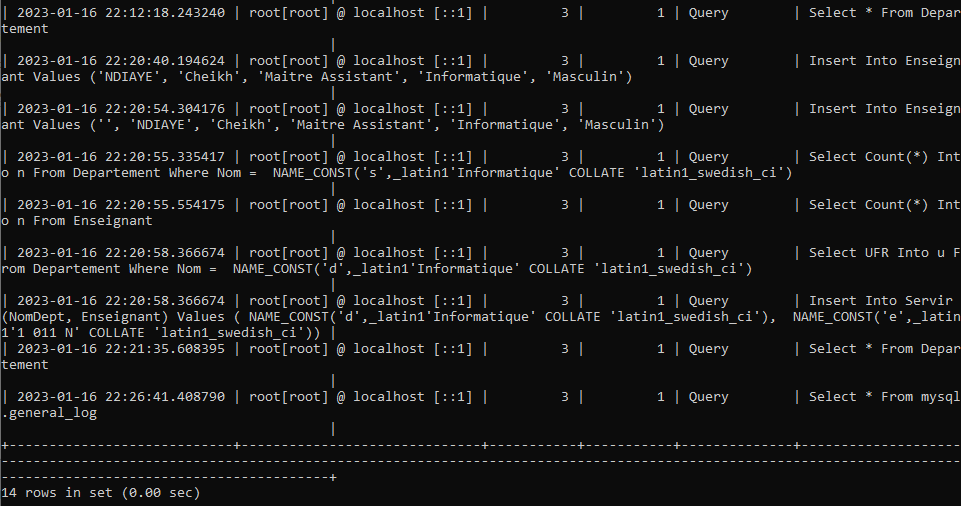 | 2023-01-16 22:12:18.243240 | root[root] @ localhost [::1] |         3 |         1 | Query        | Select * From Depar
tement
                                         |
| 2023-01-16 22:20:40.194624 | root[root] @ localhost [::1] |         3 |         1 | Query        | Insert Into Enseign
ant Values ('NDIAYE', 'Cheikh', 'Maitre Assistant', 'Informatique', 'Masculin')
                                         |
| 2023-01-16 22:20:54.304176 | root[root] @ localhost [::1] |         3 |         1 | Query        | Insert Into Enseign
ant Values ('', 'NDIAYE', 'Cheikh', 'Maitre Assistant', 'Informatique', 'Masculin')
                                         |
| 2023-01-16 22:20:55.335417 | root[root] @ localhost [::1] |         3 |         1 | Query        | Select Count(*) Int
o n From Departement Where Nom =  NAME_CONST('s',_latin1'Informatique' COLLATE 'latin1_swedish_ci')
                                         |
| 2023-01-16 22:20:55.554175 | root[root] @ localhost [::1] |         3 |         1 | Query        | Select Count(*) Int
o n From Enseignant
                                         |
| 2023-01-16 22:20:58.366674 | root[root] @ localhost [::1] |         3 |         1 | Query        | Select UFR Into u F
rom Departement Where Nom =  NAME_CONST('d',_latin1'Informatique' COLLATE 'latin1_swedish_ci')
                                         |
| 2023-01-16 22:20:58.366674 | root[root] @ localhost [::1] |         3 |         1 | Query        | Insert Into Servir
(NomDept, Enseignant) Values ( NAME_CONST('d',_latin1'Informatique' COLLATE 'latin1_swedish_ci'),  NAME_CONST('e',_latin
1'1 011 N' COLLATE 'latin1_swedish_ci')) |
| 2023-01-16 22:21:35.608395 | root[root] @ localhost [::1] |         3 |         1 | Query        | Select * From Depar
tement
                                         |
| 2023-01-16 22:26:41.408790 | root[root] @ localhost [::1] |         3 |         1 | Query        | Select * From mysql
.general_log
                                         |
+----------------------------+------------------------------+-----------+-----------+--------------+--------------------
------------------------------------------------------------------------------------------------------------------------
-----------------------------------------+
14 rows in set (0.00 sec)